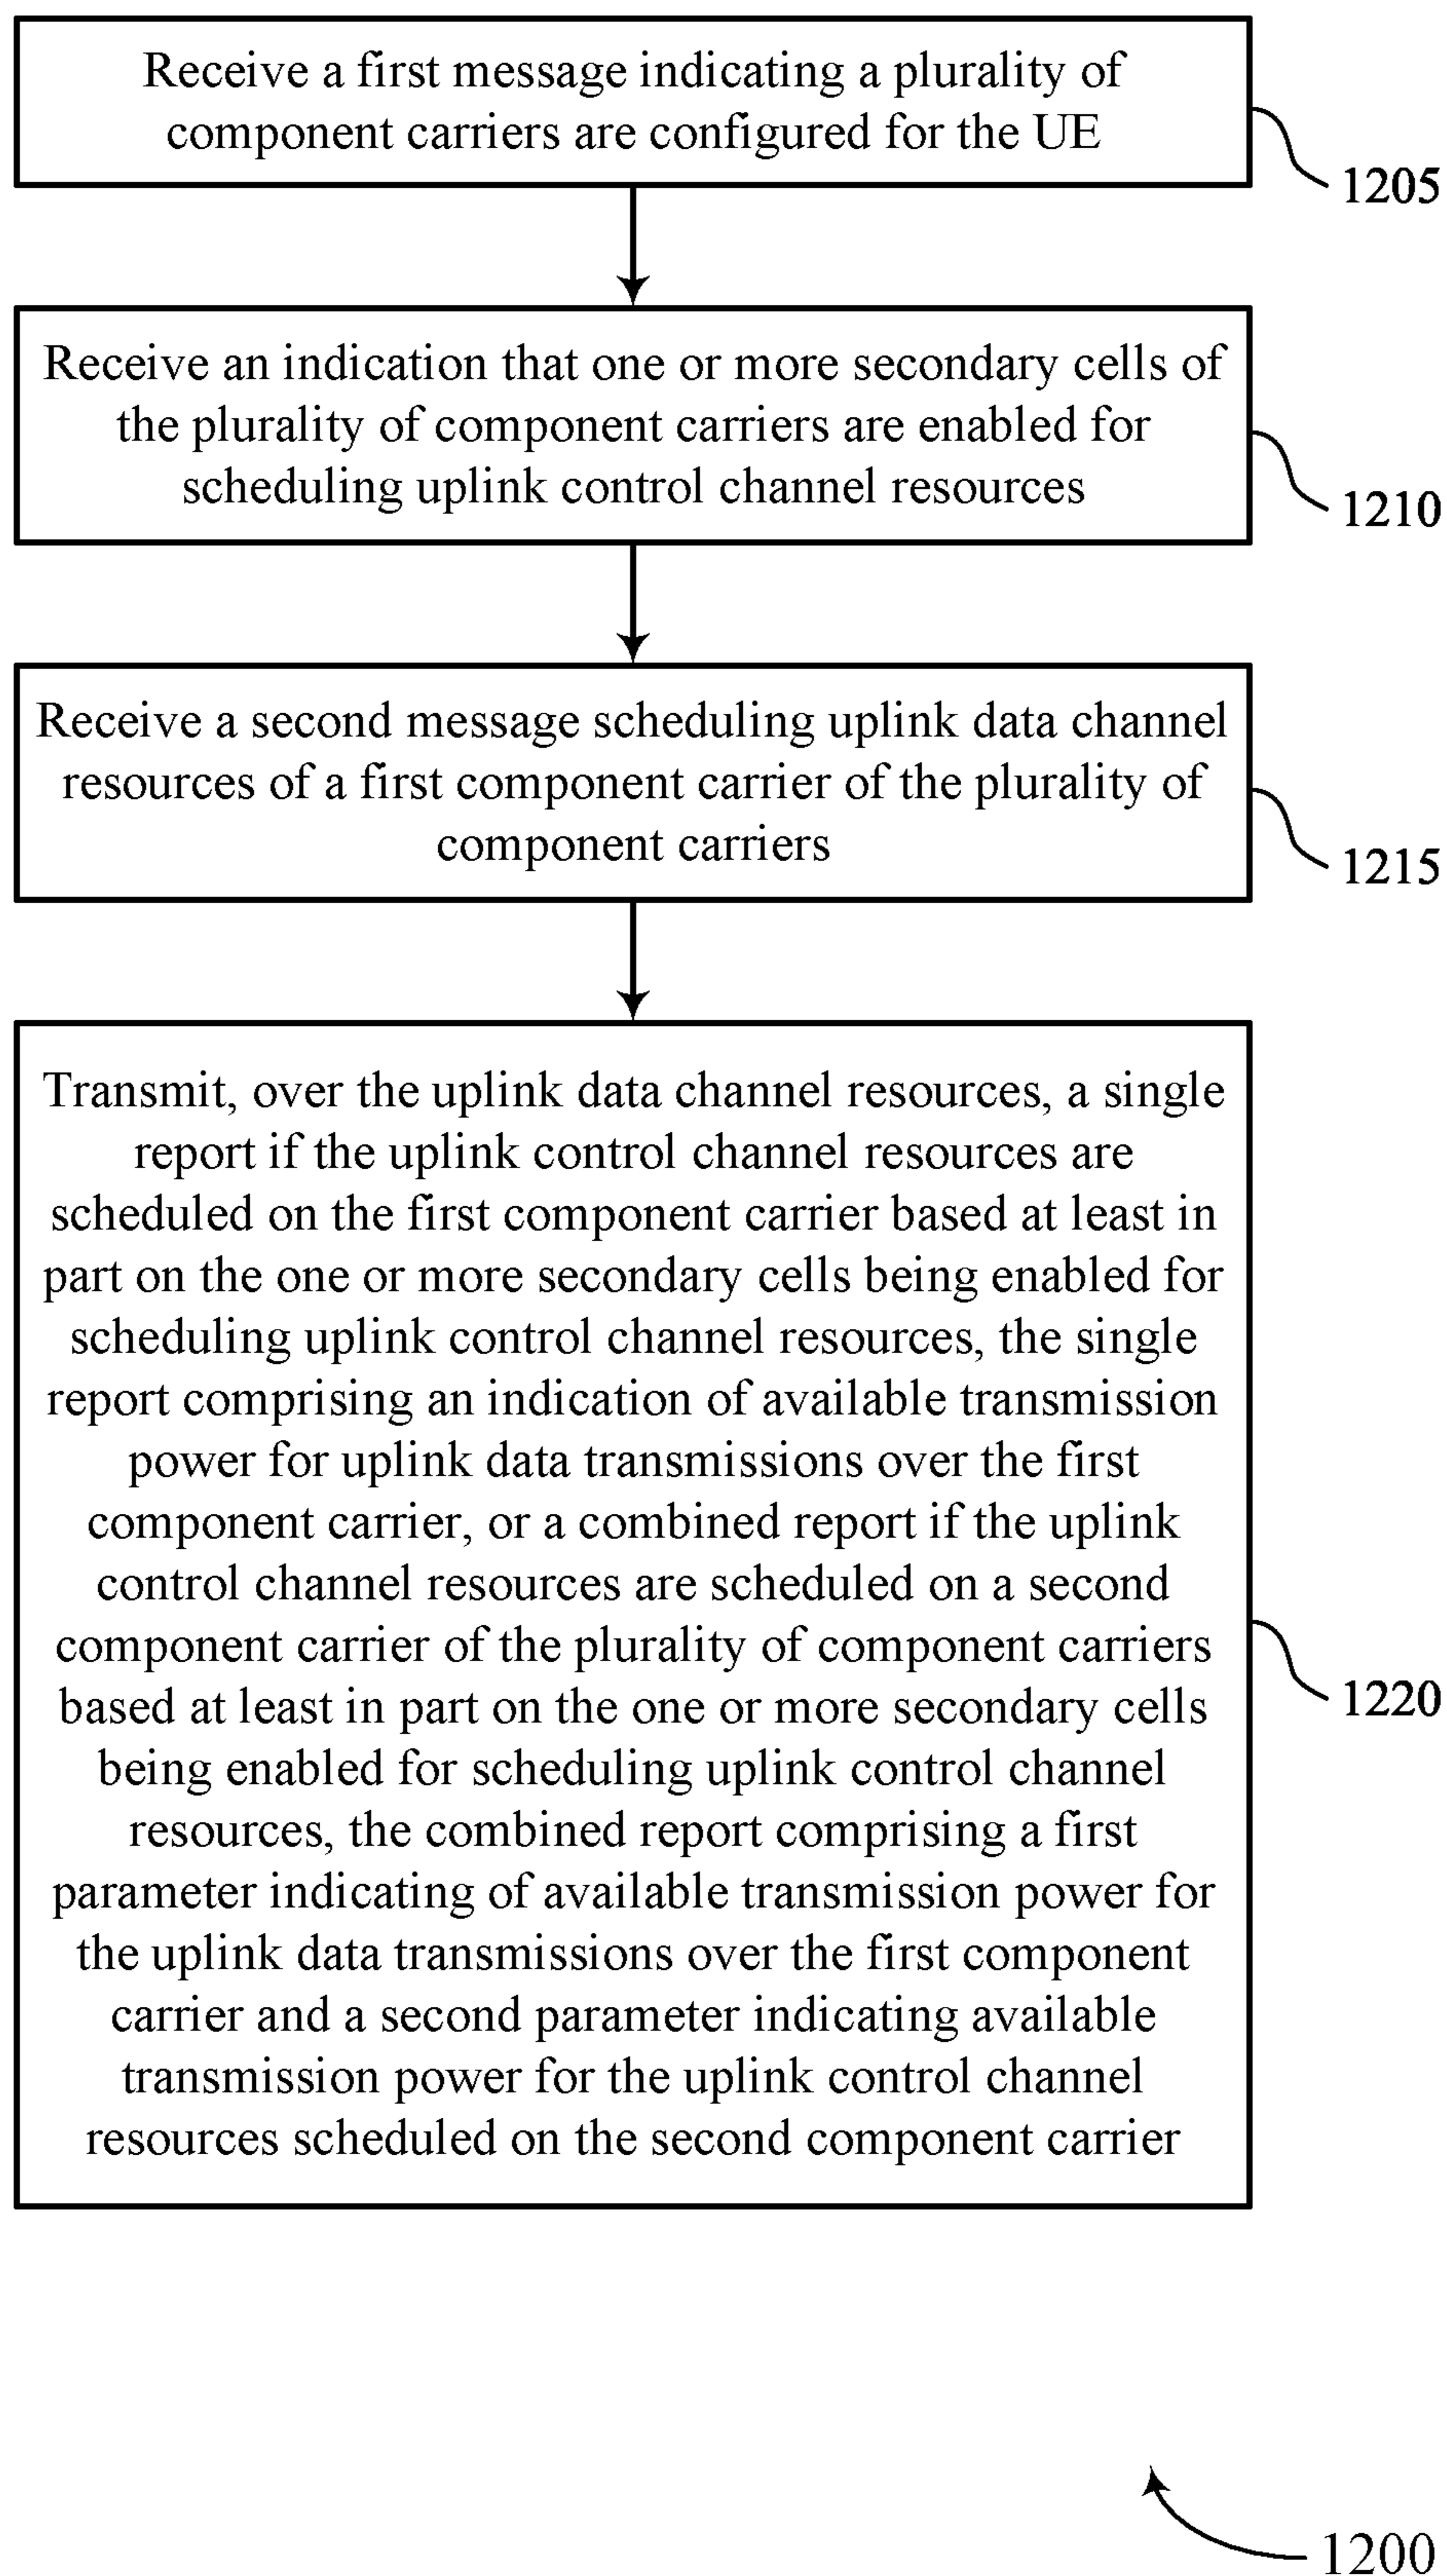 Receive a first message indicating a plurality of
component carriers are configured for the UE
1205
Receive an indication that one or more secondary cells of
the plurality of component carriers are enabled for
scheduling uplink control channel resources
1210
Receive a second message scheduling uplink data channel
resources of a first component carrier of the plurality of
component carriers
1215
Transmit, over the uplink data channel resources, a single
report if the uplink control channel resources are
scheduled on the first component carrier based at least in
part on the one or more secondary cells being enabled for
scheduling uplink control channel resources, the single
report comprising an indication of available transmission
power for uplink data transmissions over the first
component carrier, or a combined report if the uplink
control channel resources are scheduled on a second
component carrier of the plurality of component carriers
based at least in part on the one or more secondary cells
being enabled for scheduling uplink control channel
resources, the combined report comprising a first
parameter indicating of available transmission power for
the uplink data transmissions over the first component
carrier and a second parameter indicating available
transmission power for the uplink control channel
resources scheduled on the second component carrier
1220
1200